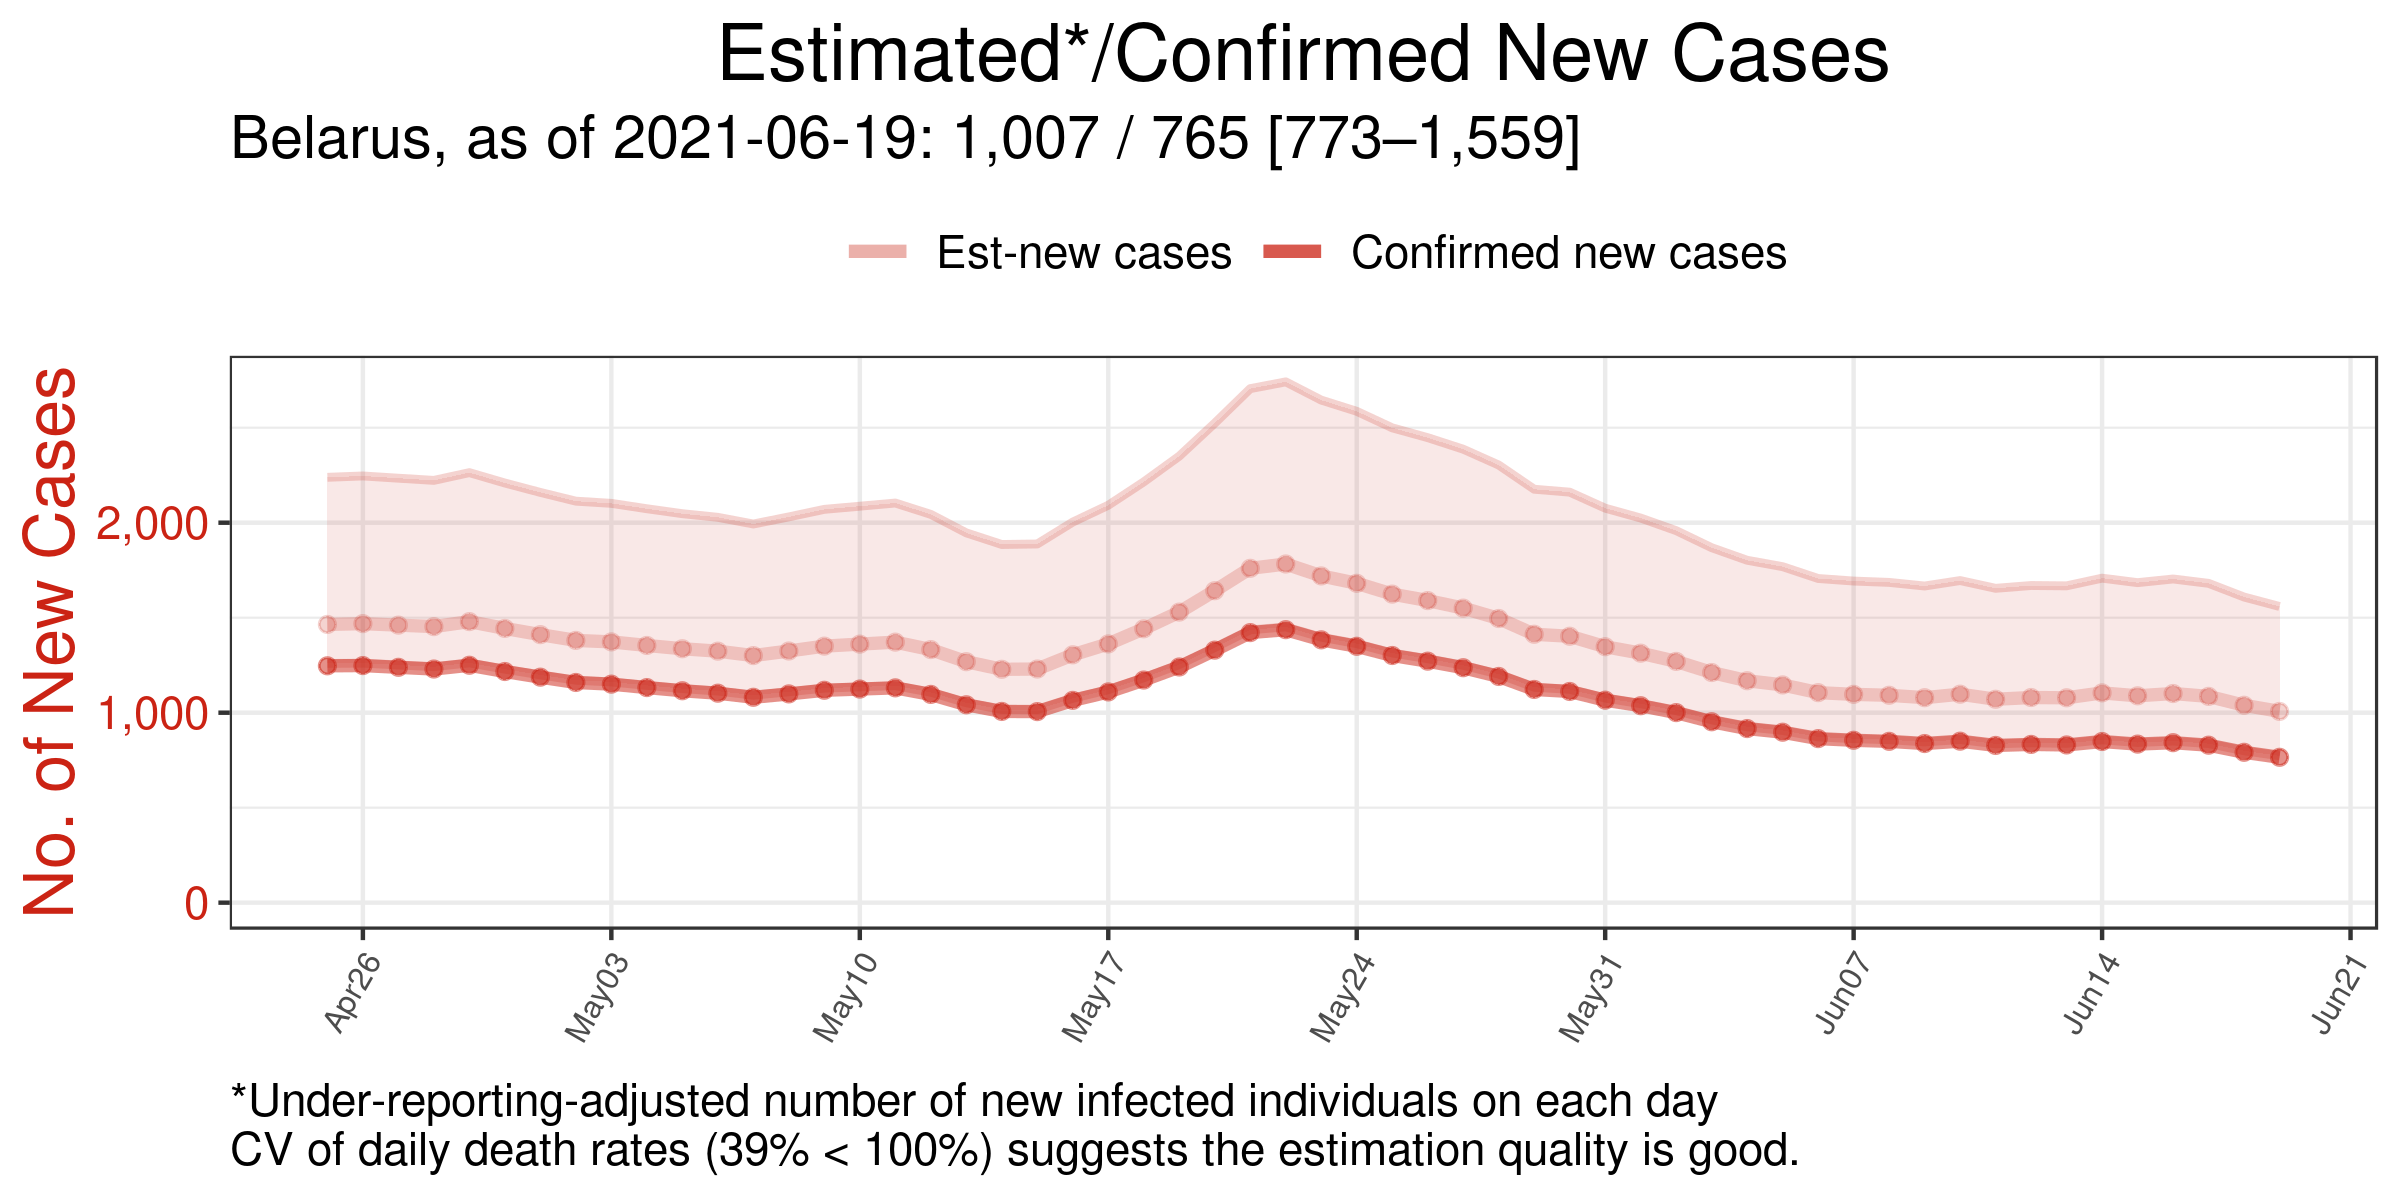 Estimated*/Confirmed New Cases
Belarus, as of 2021-06-19: 1,007 / 765 [773–1,559]
Est-new cases
Confirmed new cases
No. of New Cases
2,000
1,000
0
Apr26
May03
May10
May17
May24
May31
Jun07
Jun14
Jun21
*Under-reporting-adjusted number of new infected individuals on each day
CV of daily death rates (39% < 100%) suggests the estimation quality is good.